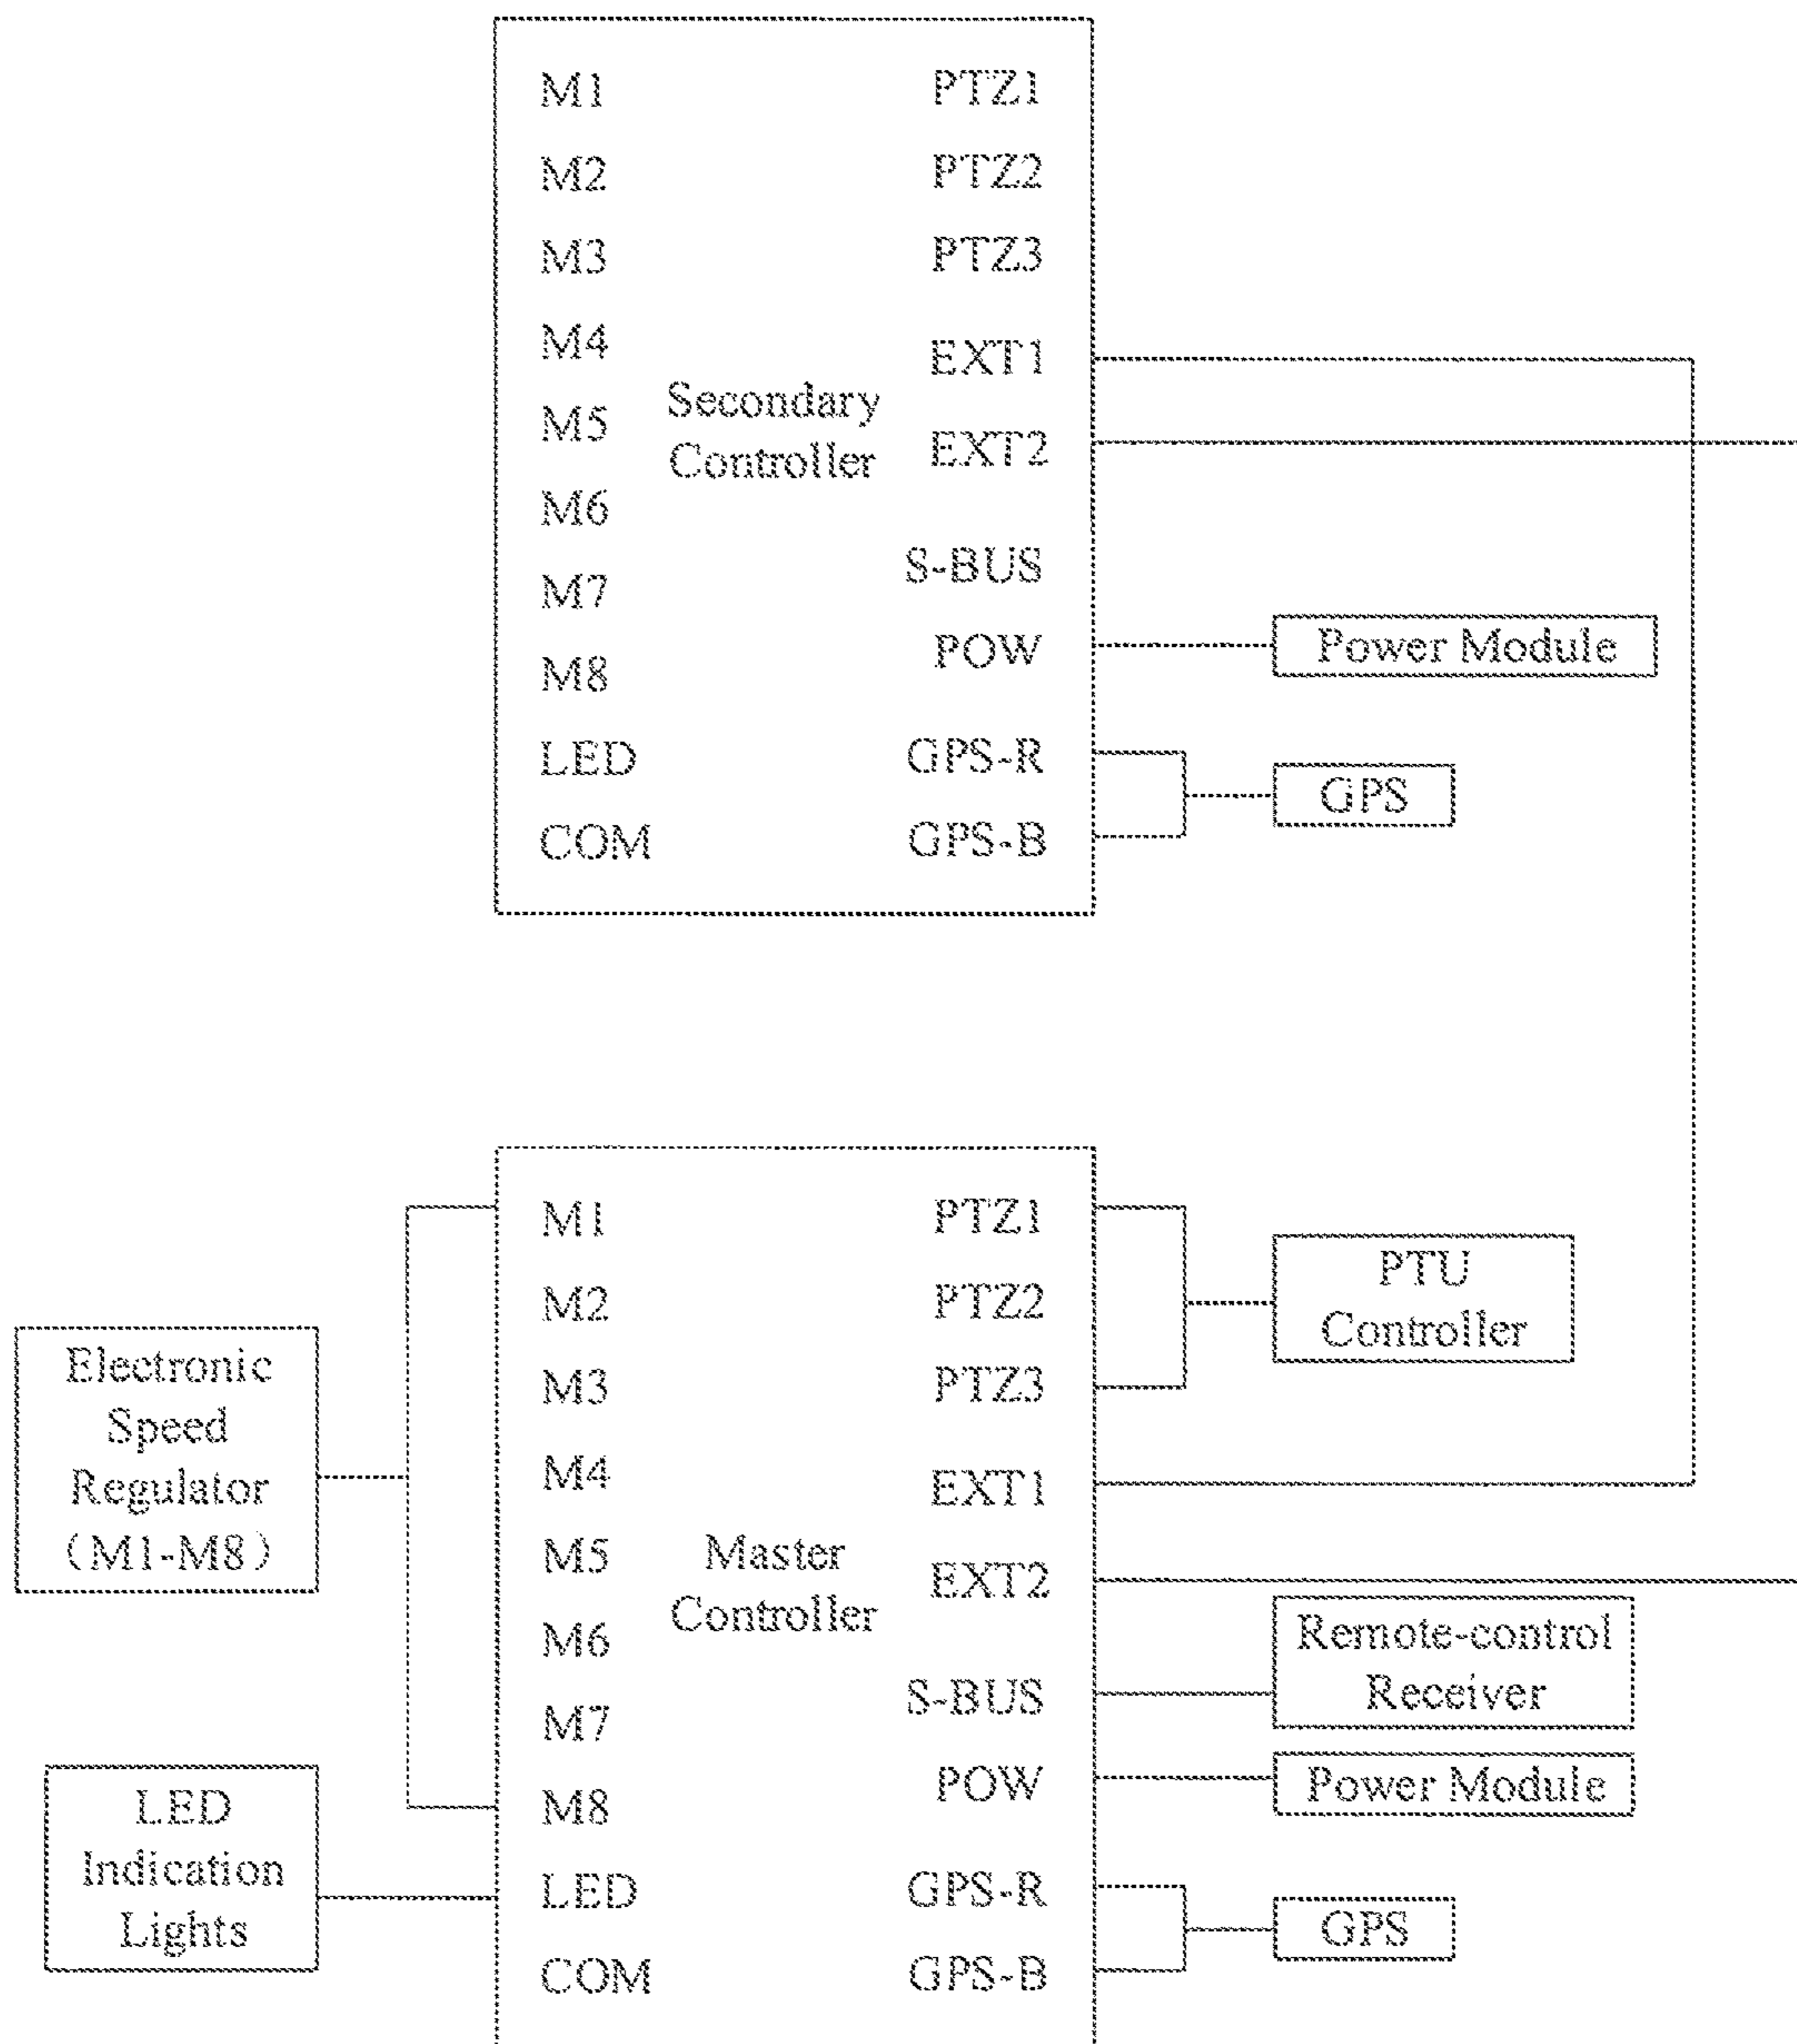 M1
M2
M3
M4
M5
M6
M7
M8
LED
COM
Secondary
Controller
PTZ1
PTZ2
PTZ3
EXT1
EXT2
S-BUS
POW
GPS-R
GPS-B
Power Module
GPS
Electronic
Speed
Regulator
（M1-M8）
LED
Indication
Lights
M1
M2
M3
M4
M5
M6
M7
M8
LED
COM
Master
Controller
PTZ1
PTZ2
PTZ3
EXT1
EXT2
S-BUS
POW
GPS-R
GPS-B
PTU
Controller
Remote-control
Receiver
Power Module
GPS